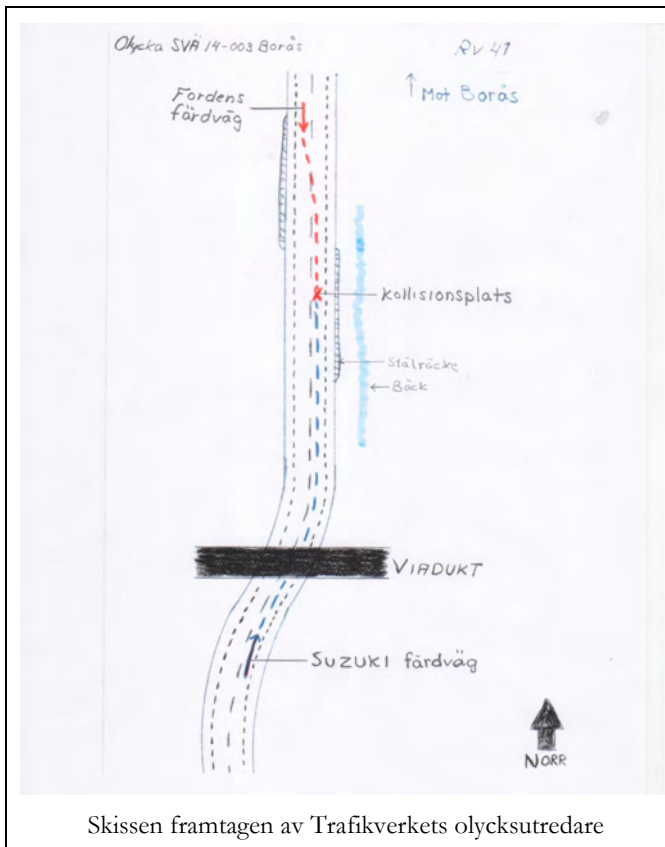 Olycka SVÄ 14-003 Borås
Rv 41
Mot Borås
Fordens
färdväg
Kollisionsplats
Stålräcke
Bäck
VIADUKT
SUZUKI färdväg
NORR
Skissen framtagen av Trafikverkets olycksutredare